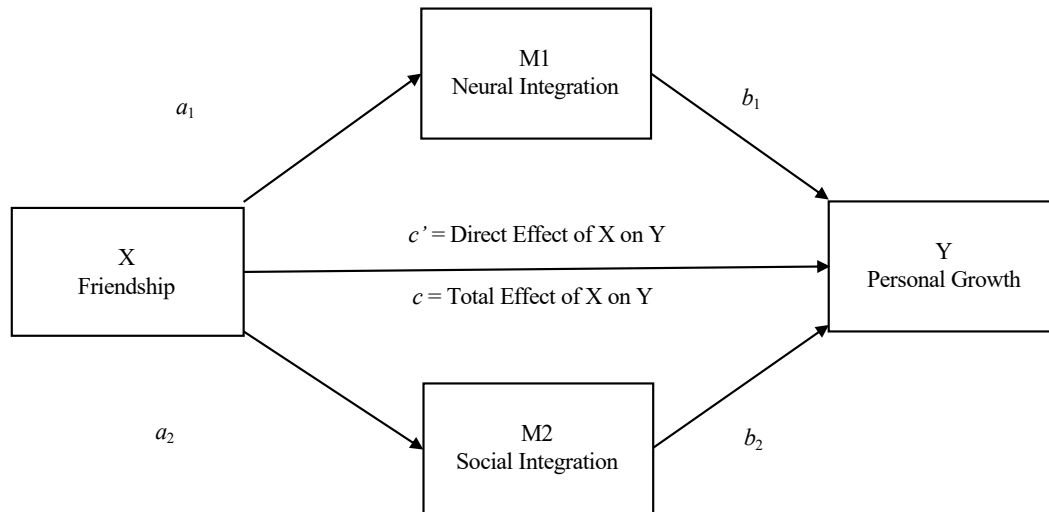 M1
Neural Integration
a₁
b₁
X
Friendship
c’ = Direct Effect of X on Y
c = Total Effect of X on Y
Y
Personal Growth
a₂
M2
Social Integration
b₂